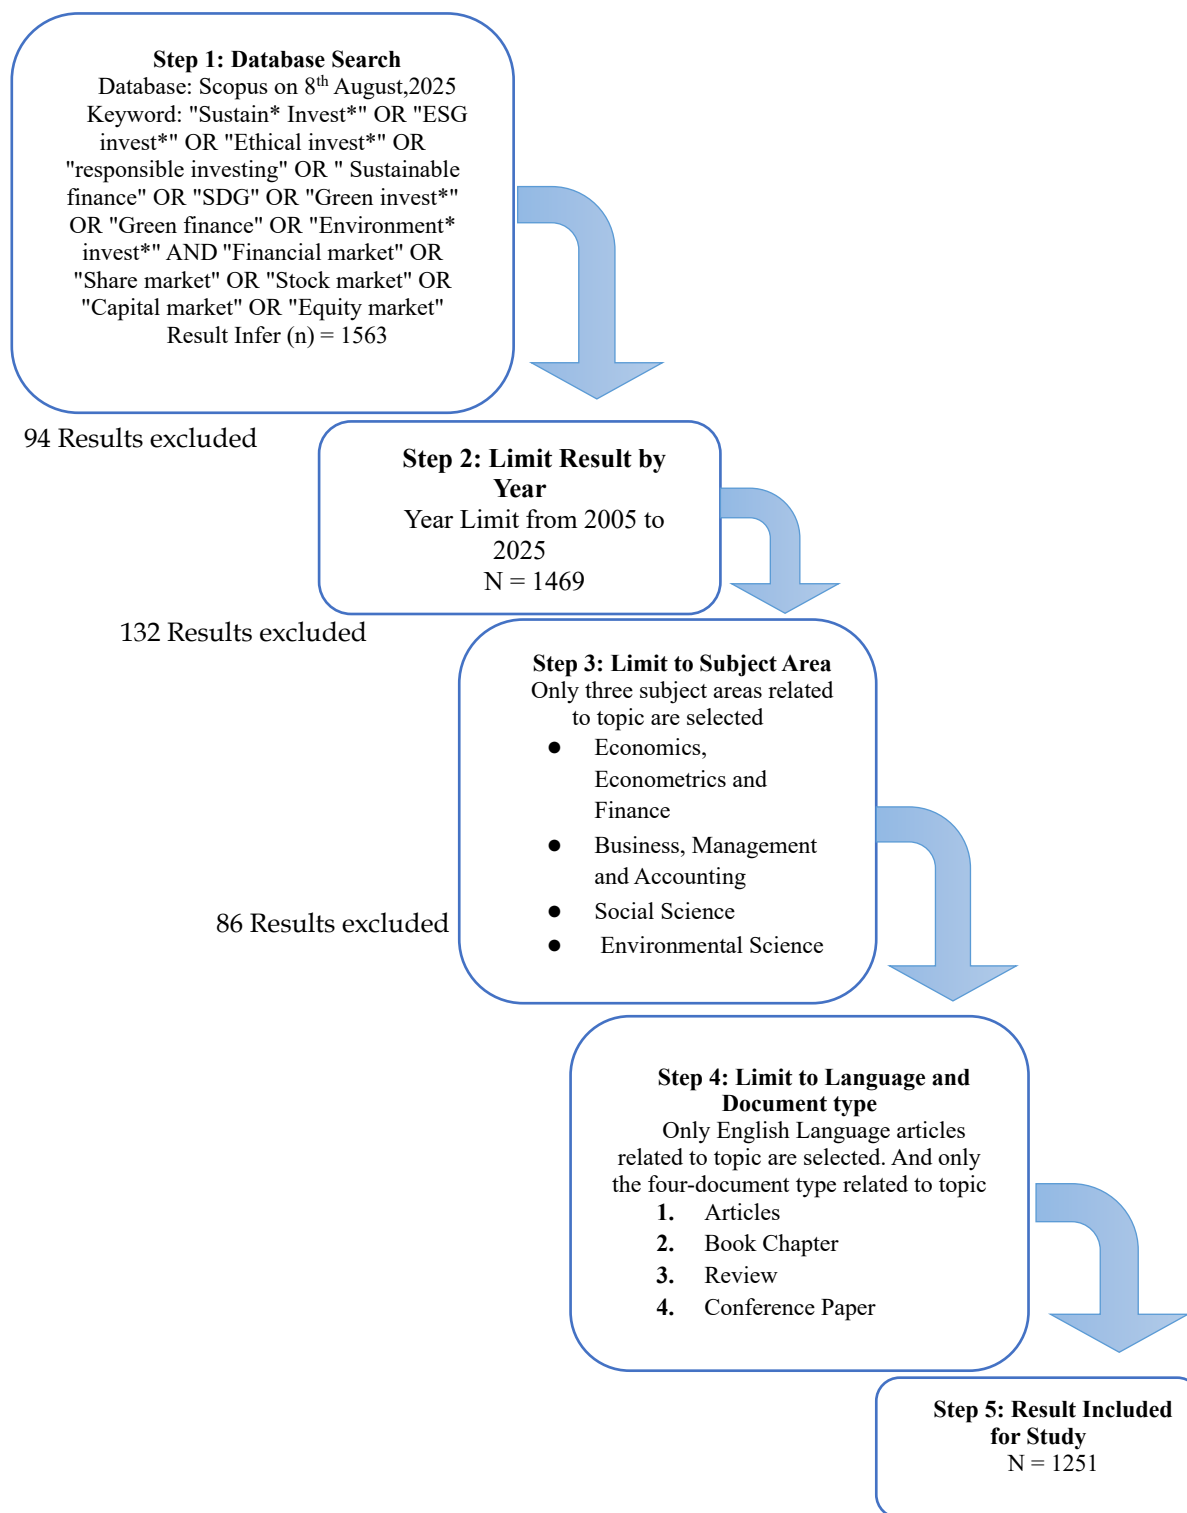 Step 1: Database Search
Database: Scopus on 8th August,2025
Keyword: "Sustain* Invest*" OR "ESG
invest*" OR "Ethical invest*" OR
"responsible investing" OR " Sustainable
finance" OR "SDG" OR "Green invest*"
OR "Green finance" OR "Environment*
invest*" AND "Financial market" OR
"Share market" OR "Stock market" OR
"Capital market" OR "Equity market"
Result Infer (n) = 1563
94 Results excluded
Step 2: Limit Result by
Year
Year Limit from 2005 to
2025
N = 1469
132 Results excluded
Step 3: Limit to Subject Area
Only three subject areas related
to topic are selected
● Economics,
Econometrics and
Finance
● Business, Management
and Accounting
● Social Science
● Environmental Science
86 Results excluded
Step 4: Limit to Language and
Document type
Only English Language articles
related to topic are selected. And only
the four-document type related to topic
1. Articles
2. Book Chapter
3. Review
4. Conference Paper
Step 5: Result Included
for Study
N = 1251